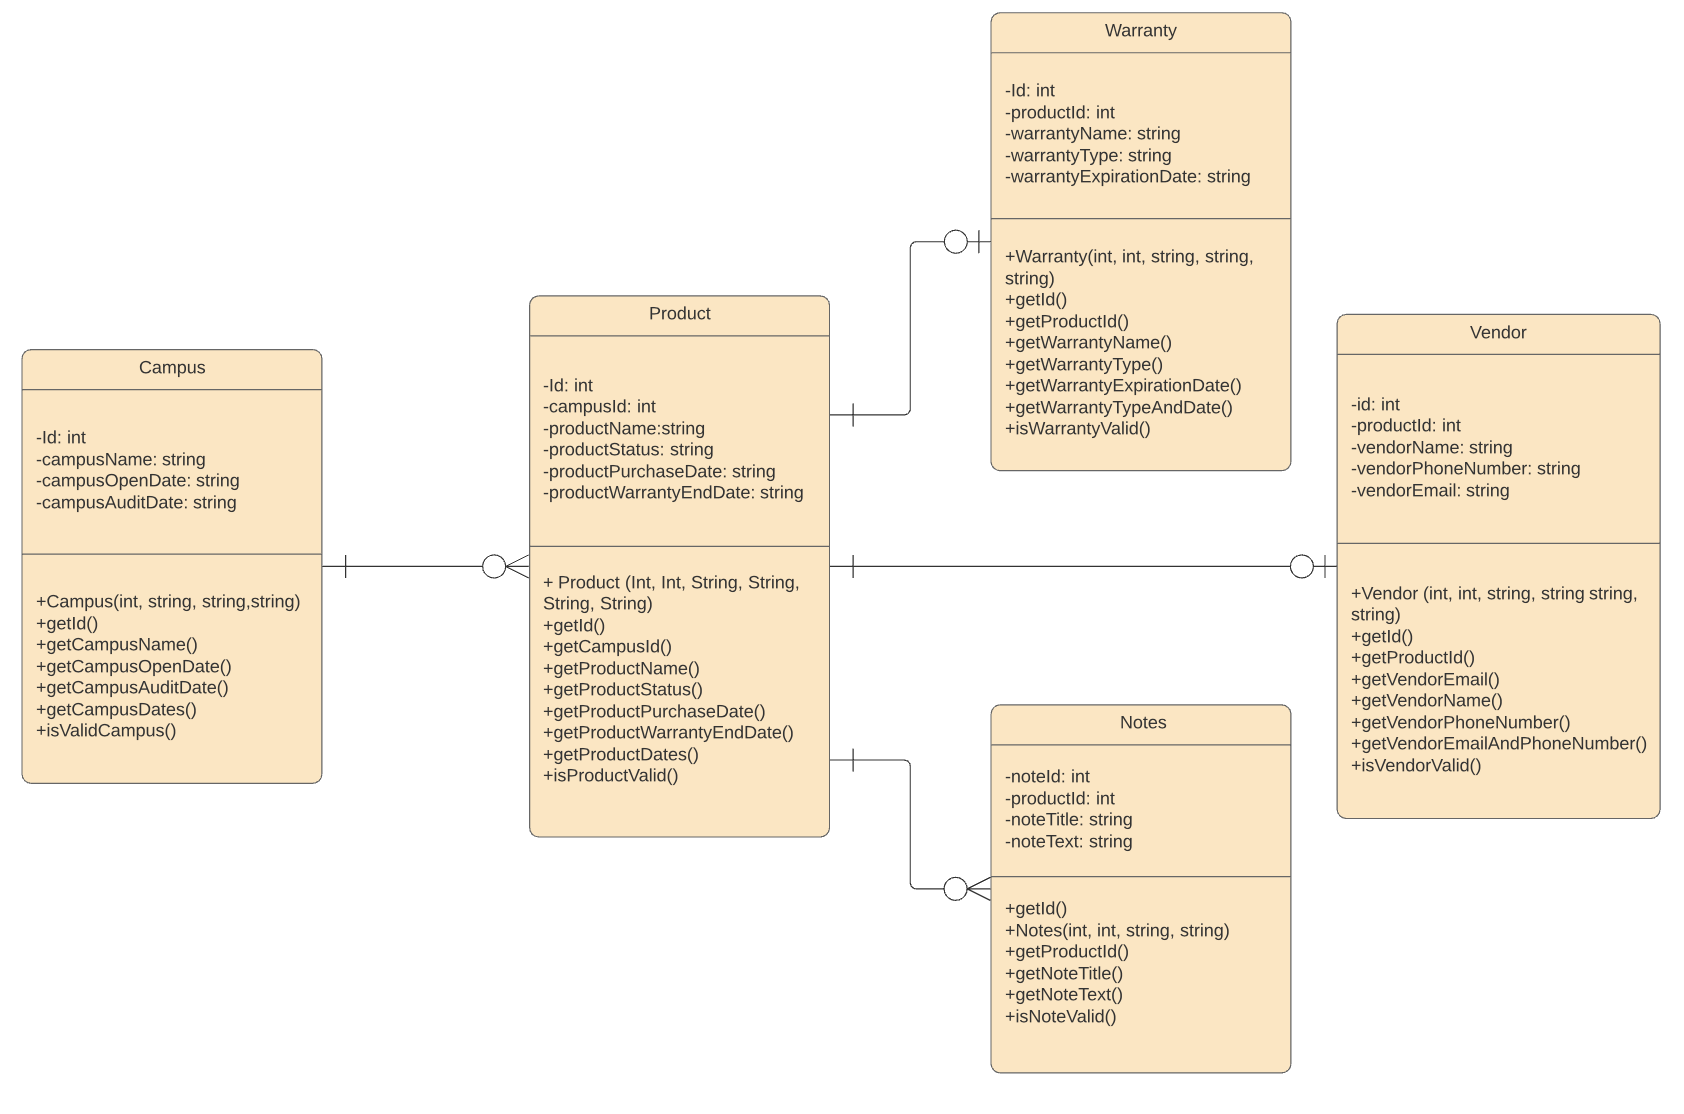 Campus
-Id: int
-campusName: string
-campusOpenDate: string
-campusAuditDate: string
+Campus(int, string, string,string)
+getId()
+getCampusName()
+getCampusOpenDate()
+getCampusAuditDate()
+getCampusDates()
+isValidCampus()
Product
-Id: int
-campusId: int
-productName:string
-productStatus: string
-productPurchaseDate: string
-productWarrantyEndDate: string
+ Product (Int, Int, String, String,
String, String)
+getId()
+getCampusId()
+getProductName()
+getProductStatus()
+getProductPurchaseDate()
+getProductWarrantyEndDate()
+getProductDates()
+isProductValid()
Warranty
-Id: int
-productId: int
-warrantyName: string
-warrantyType: string
-warrantyExpirationDate: string
+Warranty(int, int, string, string,
string)
+getId()
+getProductId()
+getWarrantyName()
+getWarrantyType()
+getWarrantyExpirationDate()
+getWarrantyTypeAndDate()
+isWarrantyValid()
Vendor
-id: int
-productId: int
-vendorName: string
-vendorPhoneNumber: string
-vendorEmail: string
+Vendor (int, int, string, string string,
string)
+getId()
+getProductId()
+getVendorEmail()
+getVendorName()
+getVendorPhoneNumber()
+getVendorEmailAndPhoneNumber()
+isVendorValid()
Notes
-noteId: int
-productId: int
-noteTitle: string
-noteText: string
+getId()
+Notes(int, int, string, string)
+getProductId()
+getNoteTitle()
+getNoteText()
+isNoteValid()